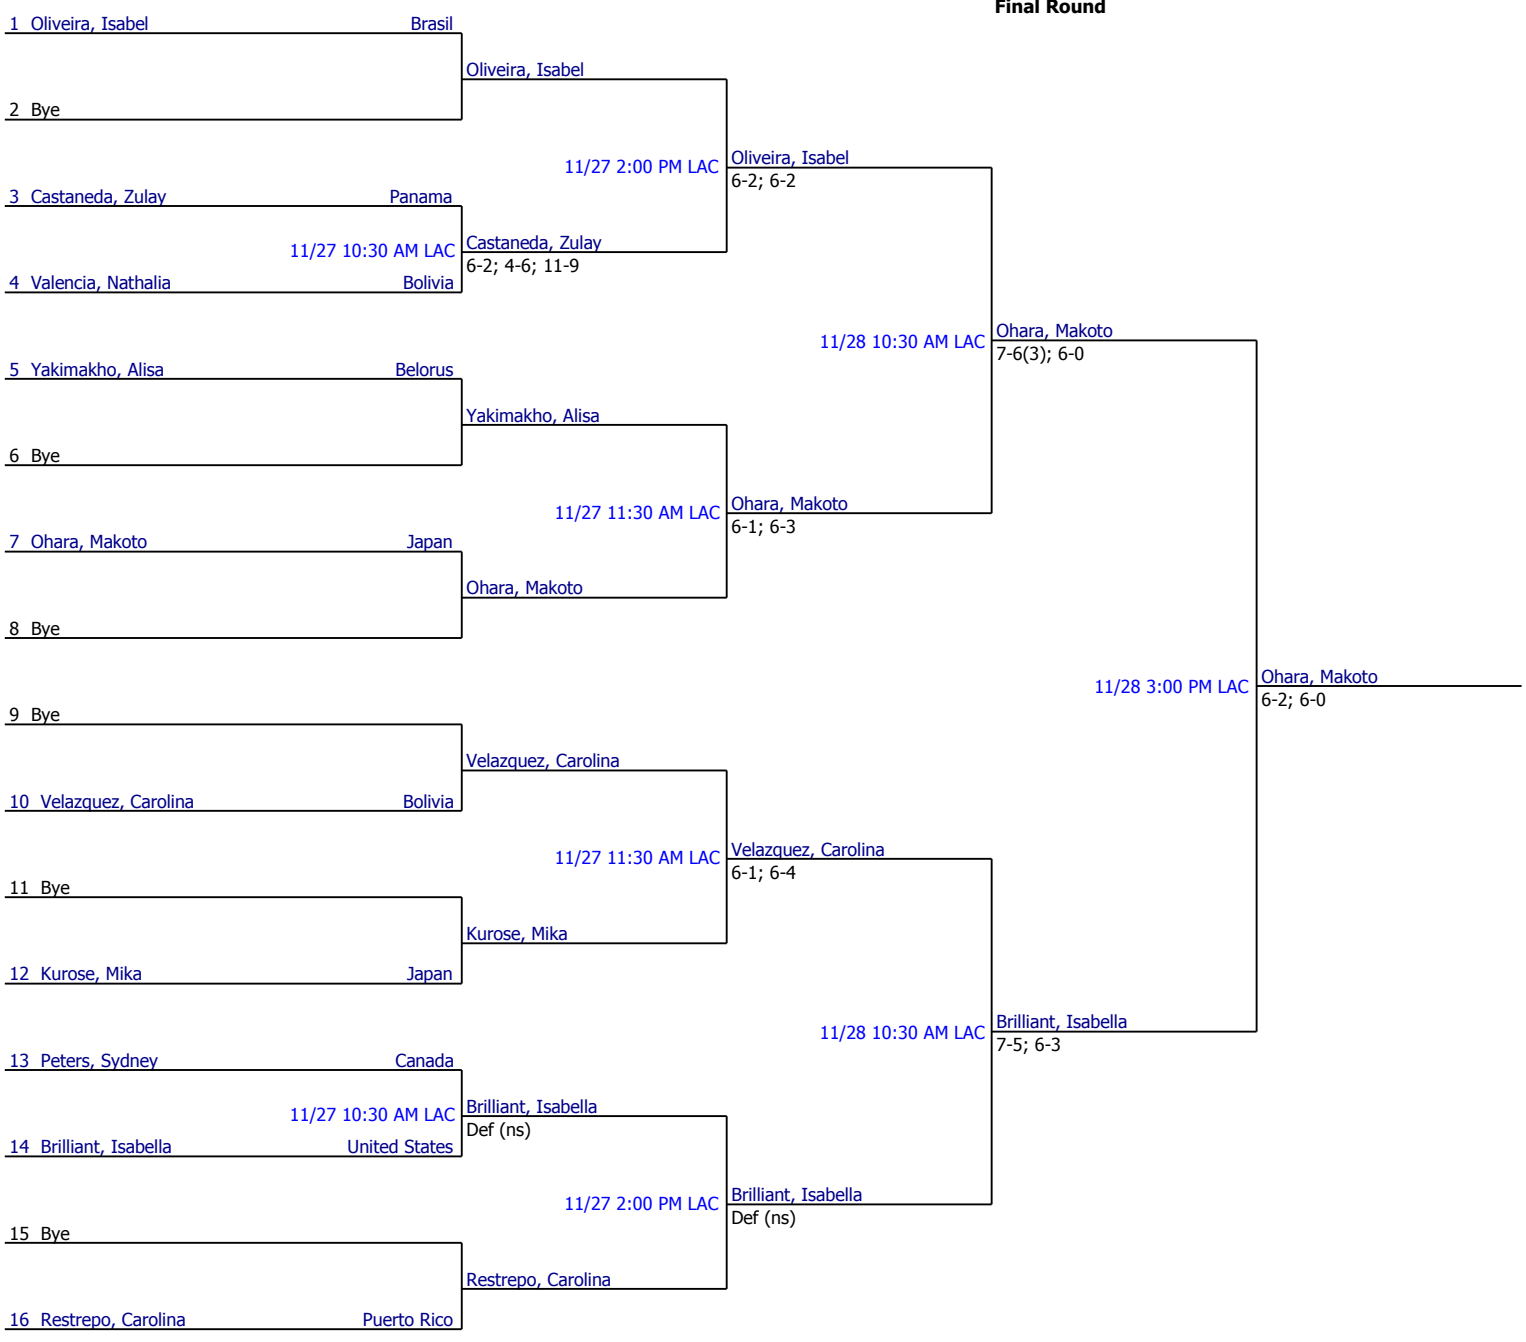 Final Round
1 Oliveira, Isabel Brasil
Oliveira, Isabel
2 Bye
11/27 2:00 PM LAC Oliveira, Isabel
6-2; 6-2
3 Castaneda, Zulay Panama
11/27 10:30 AM LAC Castaneda, Zulay
6-2; 4-6; 11-9
4 Valencia, Nathalia Bolivia
11/28 10:30 AM LAC Ohara, Makoto
7-6(3); 6-0
5 Yakimakho, Alisa Belorus
Yakimakho, Alisa
6 Bye
11/27 11:30 AM LAC Ohara, Makoto
6-1; 6-3
7 Ohara, Makoto Japan
Ohara, Makoto
8 Bye
11/28 3:00 PM LAC Ohara, Makoto
6-2; 6-0
9 Bye
Velazquez, Carolina
10 Velazquez, Carolina Bolivia
11/27 11:30 AM LAC Velazquez, Carolina
6-1; 6-4
11 Bye
Kurose, Mika
12 Kurose, Mika Japan
11/28 10:30 AM LAC Brilliant, Isabella
7-5; 6-3
13 Peters, Sydney Canada
11/27 10:30 AM LAC Brilliant, Isabella
Def (ns)
14 Brilliant, Isabella United States
11/27 2:00 PM LAC Brilliant, Isabella
Def (ns)
15 Bye
Restrepo, Carolina
16 Restrepo, Carolina Puerto Rico